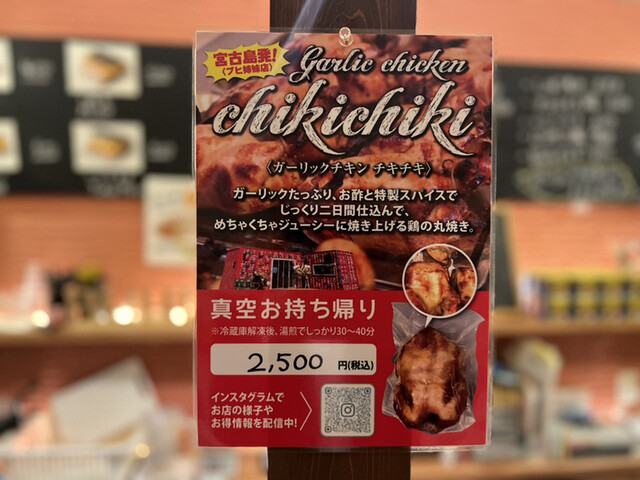 宮古島発!
(ブヒ姉妹店)
Garlic chicken
chikichiki
〈ガーリックチキン チキチキ〉
ガーリックたっぷり、お酢と特製スパイスで
じっくり二日間仕込んで、
めちゃくちゃジューシーに焼き上げる鶏の丸焼き。
真空お持ち帰り
※冷蔵庫解凍後、湯煎でしっかり30〜40分
2,500 円(税込)
インスタグラムで
お店の様子や
お得情報を配信中!